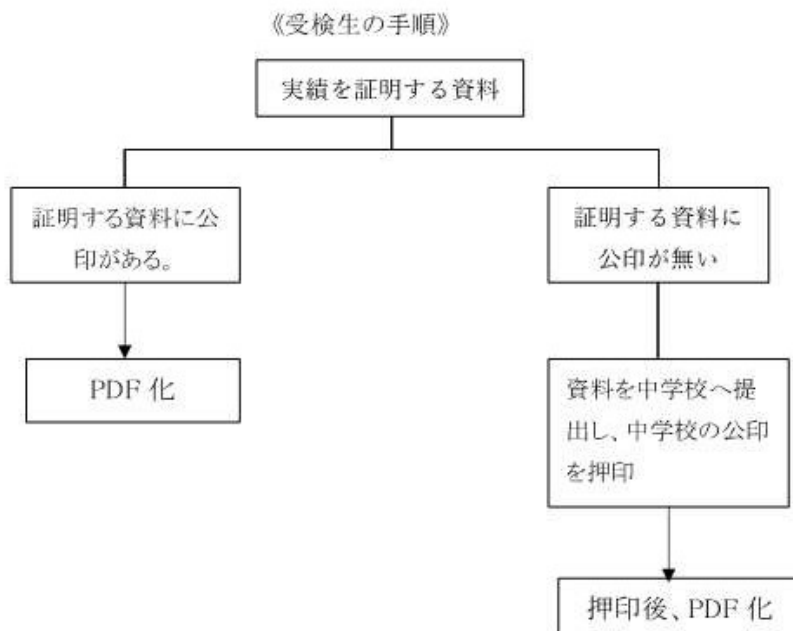 《受検生の手順》
実績を証明する資料
証明する資料に公
印がある。
証明する資料に
公印が無い
PDF 化
資料を中学校へ提
出し、中学校の公印
を押印
押印後、PDF 化